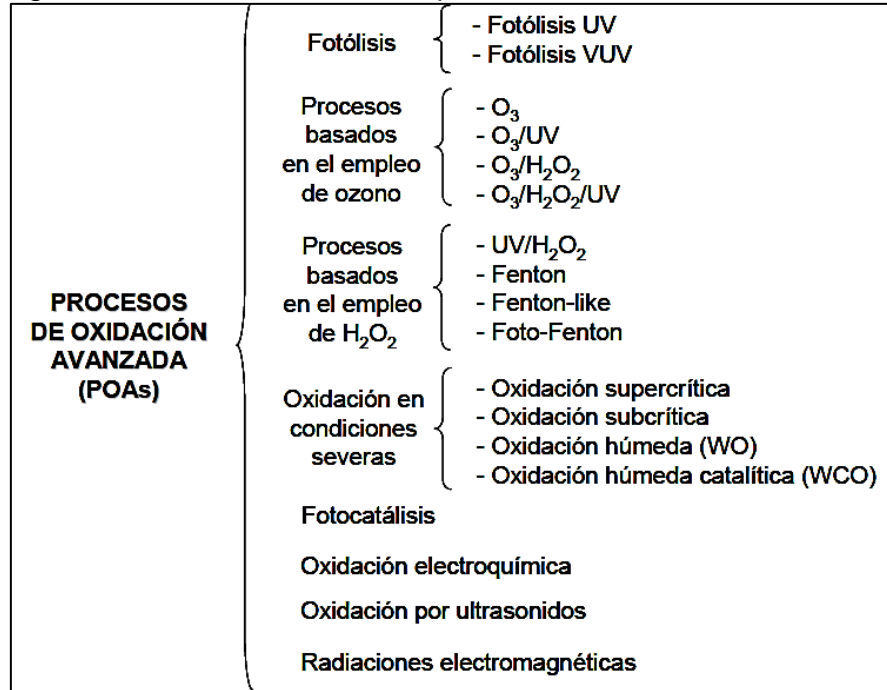 PROCESOS
DE OXIDACIÓN
AVANZADA
(POAs)
Fotólisis
- Fotólisis UV
- Fotólisis VUV
Procesos
basados
en el empleo
de ozono
- O₃
- O₃/UV
- O₃/H₂O₂
- O₃/H₂O₂/UV
Procesos
basados
en el empleo
de H₂O₂
- UV/H₂O₂
- Fenton
- Fenton-like
- Foto-Fenton
Oxidación en
condiciones
severas
- Oxidación supercrítica
- Oxidación subcrítica
- Oxidación húmeda (WO)
- Oxidación húmeda catalítica (WCO)
Fotocatálisis
Oxidación electroquímica
Oxidación por ultrasonidos
Radiaciones electromagnéticas